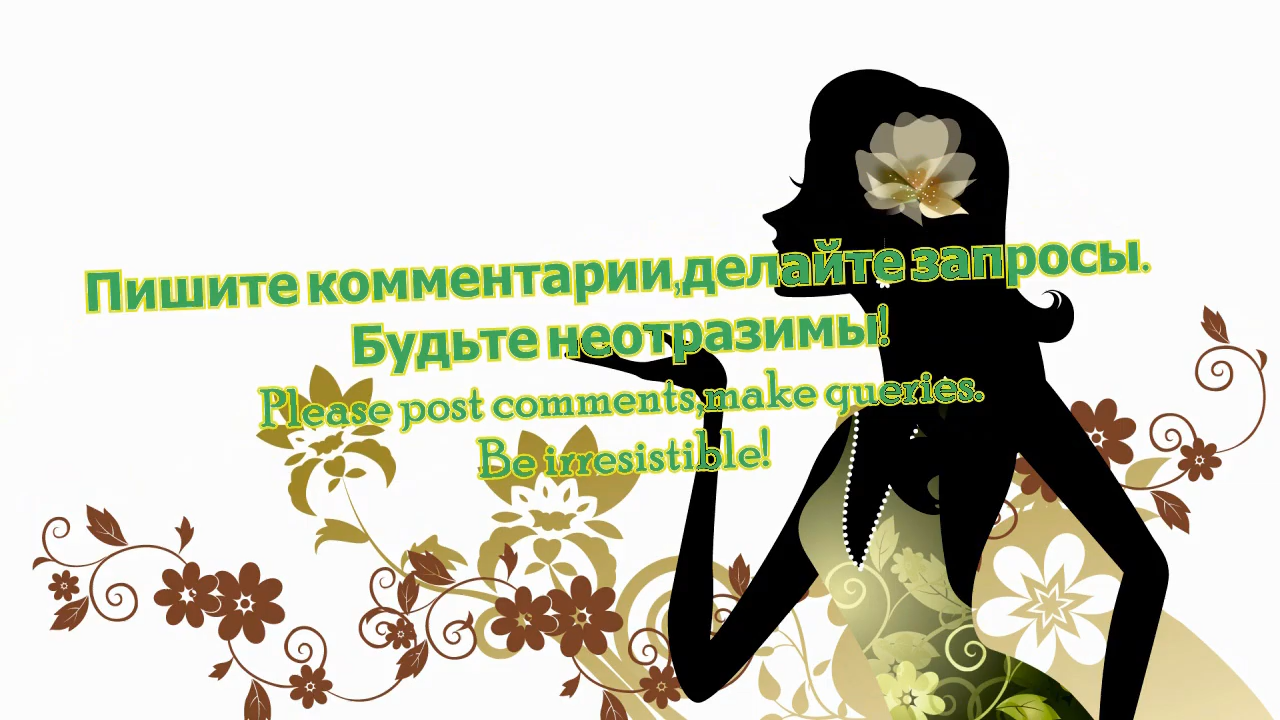 Пишите комментарии,делайте запросы.
Будьте неотразимы!
Please post comments,make queries.
Be irresistible!